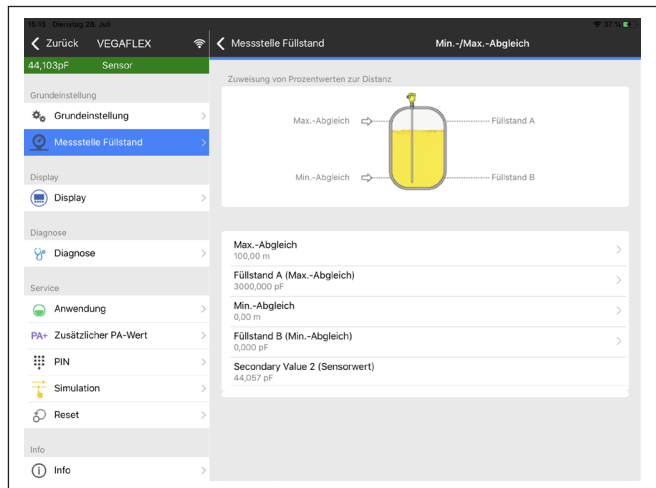 15:15 Dienstag 28. Juli
37 %
Zurück VEGAFLEX
Messstelle Füllstand
Min.-/Max.-Abgleich
44,103pF Sensor
Zuweisung von Prozentwerten zur Distanz
Grundeinstellung
Grundeinstellung
Messstelle Füllstand
Max.-Abgleich
Füllstand A
Min.-Abgleich
Füllstand B
Display
Display
Diagnose
Diagnose
Service
Anwendung
PA+ Zusätzlicher PA-Wert
PIN
Simulation
Reset
Info
Info
Max.-Abgleich
100,00 m
Füllstand A (Max.-Abgleich)
3000,000 pF
Min.-Abgleich
0,00 m
Füllstand B (Min.-Abgleich)
0,000 pF
Secondary Value 2 (Sensorwert)
44,057 pF